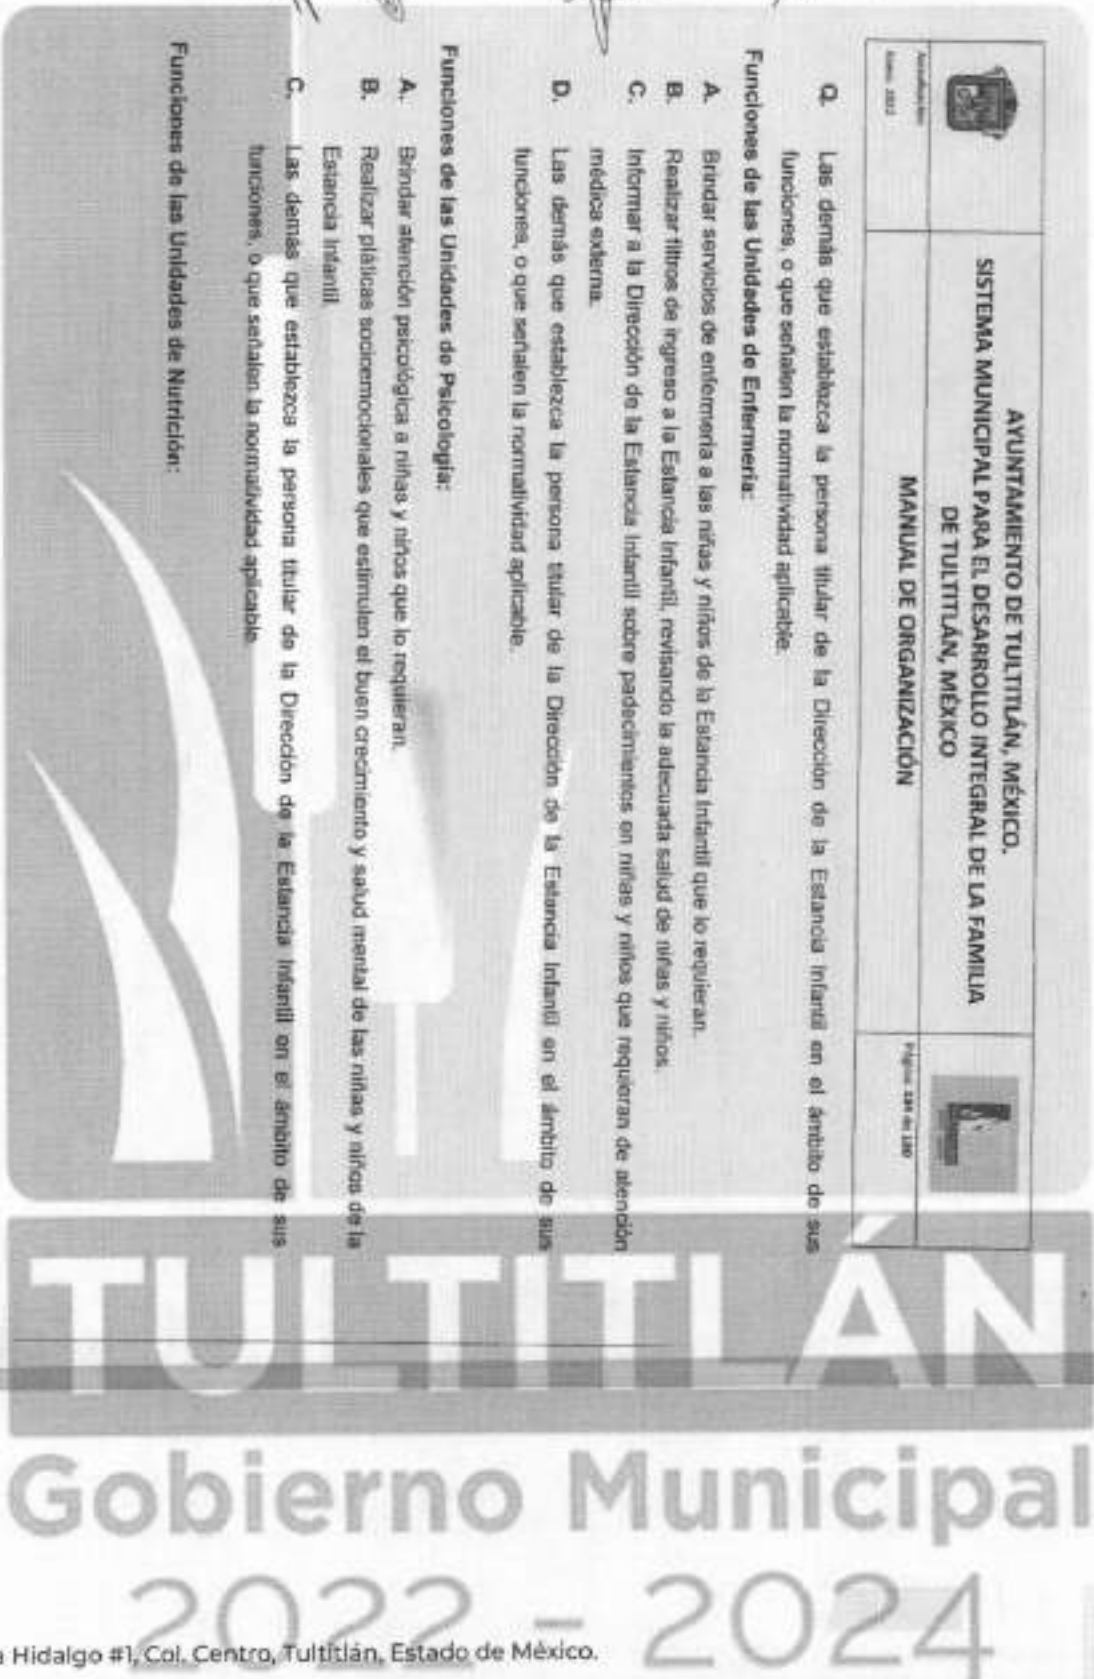 AYUNTAMIENTO DE TULTITLÁN, MÉXICO.
SISTEMA MUNICIPAL PARA EL DESARROLLO INTEGRAL DE LA FAMILIA
DE TULTITLÁN, MÉXICO
MANUAL DE ORGANIZACIÓN
Q. Las demás que establezca la persona titular de la Dirección de la Estancia Infantil en el ámbito de sus
funciones, o que señalen la normatividad aplicable.
Funciones de las Unidades de Enfermería:
A. Brindar servicios de enfermería a las niñas y niños de la Estancia Infantil que lo requieran.
B. Realizar filtros de ingreso a la Estancia Infantil, revisando la adecuada salud de niñas y niños.
C. Informar a la Dirección de la Estancia Infantil sobre padecimientos en niñas y niños que requieran de atención
médica externa.
D. Las demás que establezca la persona titular de la Dirección de la Estancia Infantil en el ámbito de sus
funciones, o que señalen la normatividad aplicable.
Funciones de las Unidades de Psicología:
A. Brindar atención psicológica a niñas y niños que lo requieran.
B. Realizar pláticas socioemocionales que estimulen el buen crecimiento y salud mental de las niñas y niños de la
Estancia Infantil.
C. Las demás que establezca la persona titular de la Dirección de la Estancia Infantil en el ámbito de sus
funciones, o que señalen la normatividad aplicable.
Funciones de las Unidades de Nutrición:
TULTITLÁN
Gobierno Municipal
2022 - 2024
Hidalgo #1, Col. Centro, Tultitlán, Estado de México.